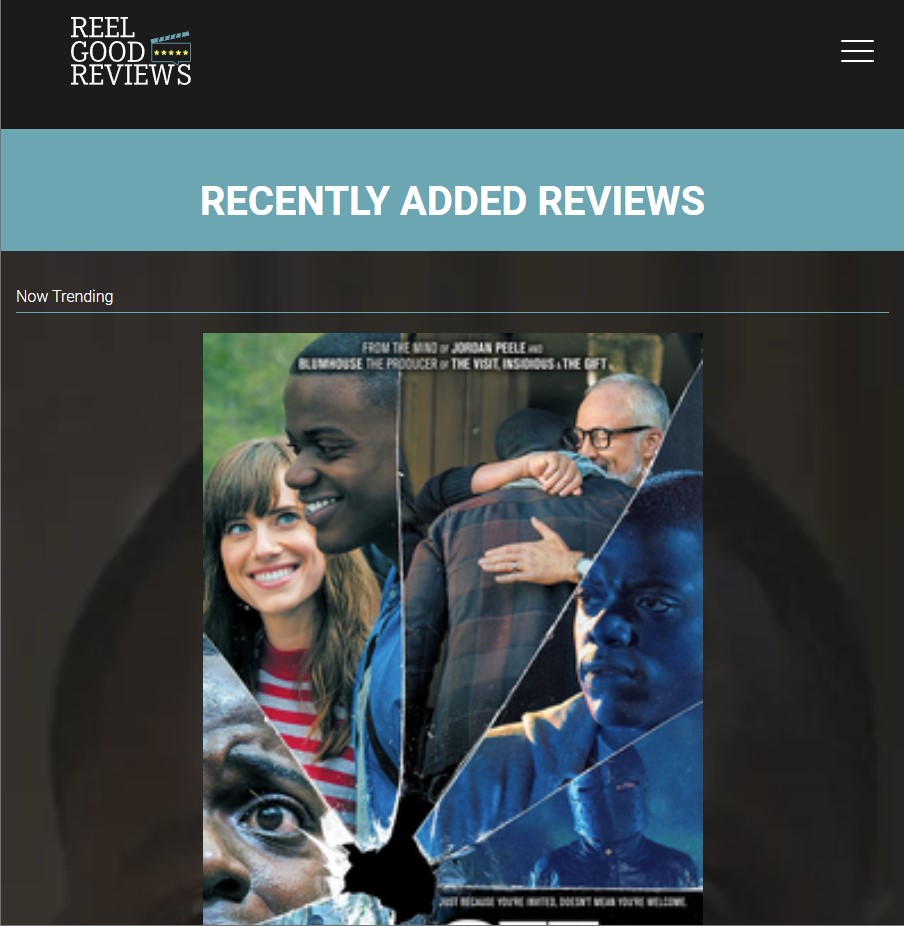 REEL
GOOD
REVIEWS
RECENTLY ADDED REVIEWS
Now Trending
FROM THE MIND OF JORDAN PEELE AND
BLUMHOUSE THE PRODUCER OF THE VISIT, INSIDIOUS & THE GIFT
JUST BECAUSE YOU'RE INVITED, DOESN'T MEAN YOU'RE WELCOME.